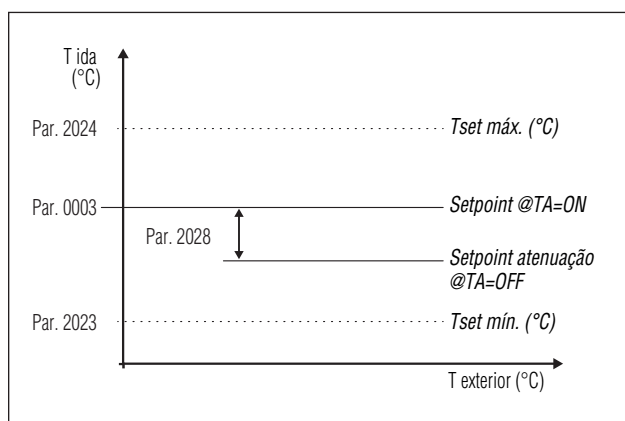 T ida
(°C)
Par. 2024
Tset máx. (°C)
Par. 0003
Setpoint @TA=ON
Par. 2028
Setpoint atenuação
@TA=OFF
Par. 2023
Tset mín. (°C)
T exterior (°C)